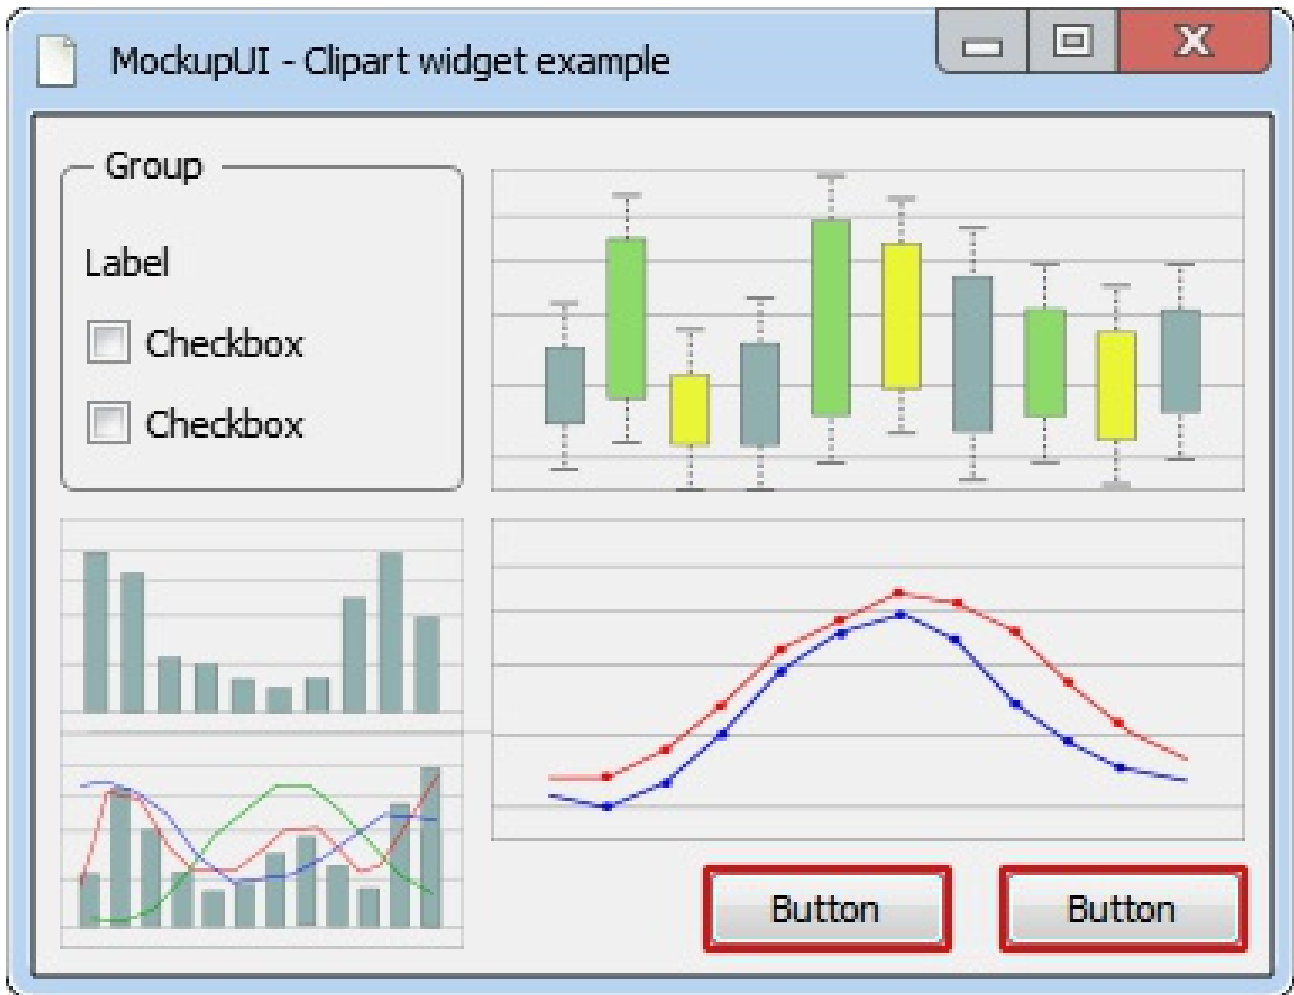 MockupUI - Clipart widget example
Group
Label
Checkbox
Checkbox
Button
Button